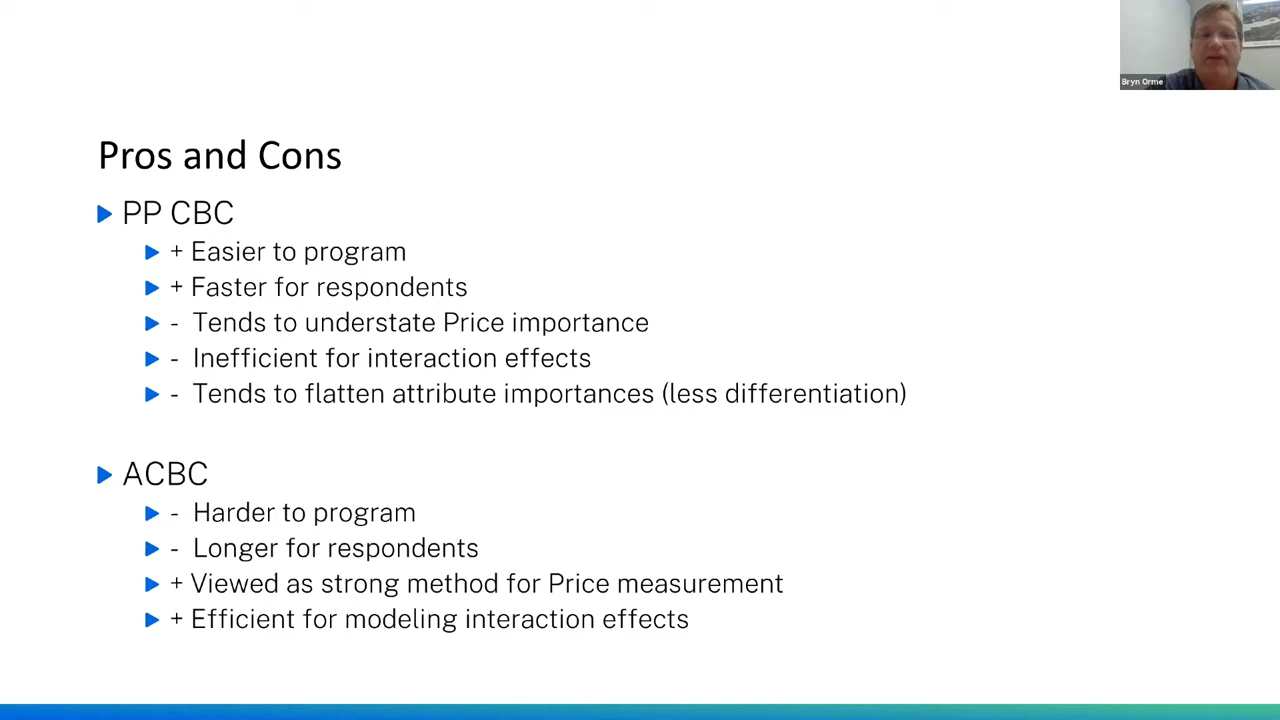 Bryn Orme
Pros and Cons
PP CBC
+ Easier to program
+ Faster for respondents
- Tends to understate Price importance
- Inefficient for interaction effects
- Tends to flatten attribute importances (less differentiation)
ACBC
- Harder to program
- Longer for respondents
+ Viewed as strong method for Price measurement
+ Efficient for modeling interaction effects